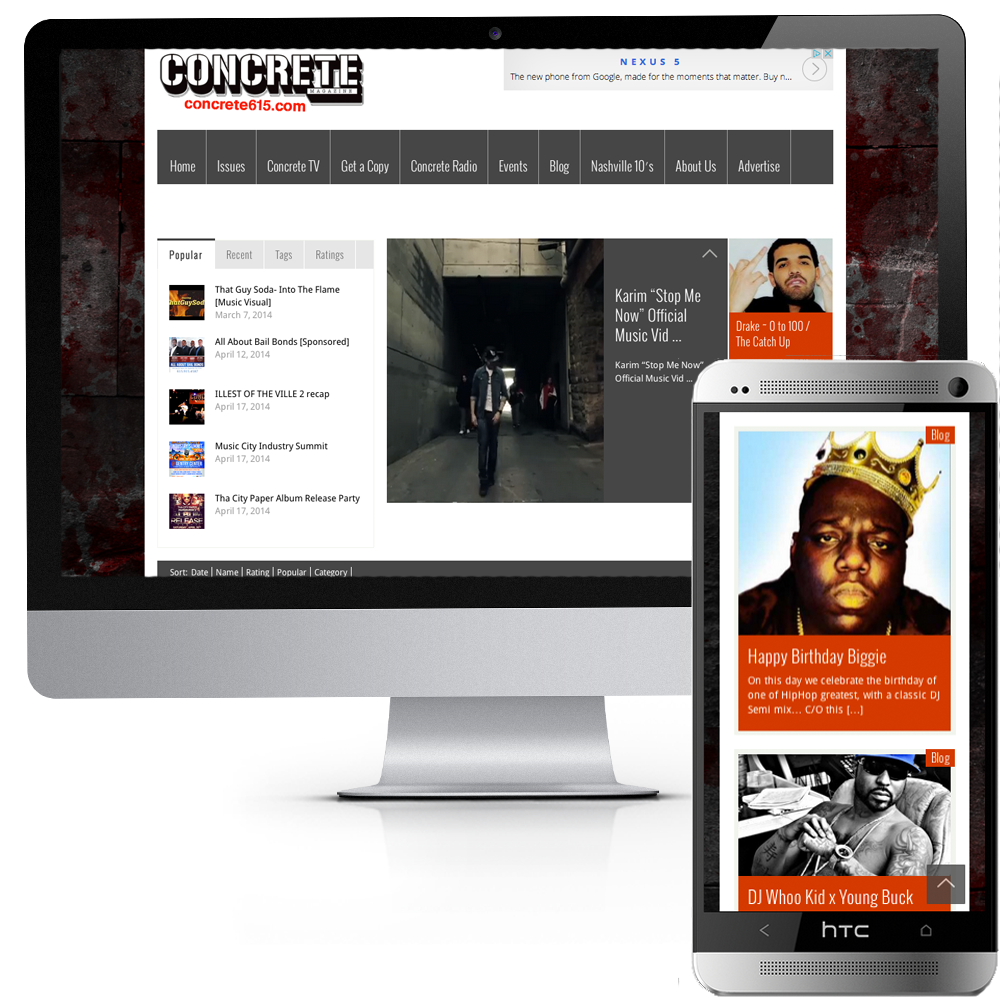 CONCRETE
MAGAZINE
concrete615.com
NEXUS 5
The new phone from Google, made for the moments that matter. Buy n...
Home
Issues
Concrete TV
Get a Copy
Concrete Radio
Events
Blog
Nashville 10's
About Us
Advertise
Popular
Recent
Tags
Ratings
That Guy Soda- Into The Flame
[Music Visual]
March 7, 2014
All About Bail Bonds [Sponsored]
April 12, 2014
ILLEST OF THE VILLE 2 recap
April 17, 2014
Music City Industry Summit
April 17, 2014
Tha City Paper Album Release Party
April 17, 2014
Karim “Stop Me
Now” Official
Music Vid ...
Karim “Stop Me Now”
Official Music Vid ...
Drake ~ 0 to 100 /
The Catch Up
Sort: Date | Name | Rating | Popular | Category |
Blog
Happy Birthday Biggie
On this day we celebrate the birthday of
one of HipHop greatest, with a classic DJ
Semi mix... C/O this [...]
Blog
DJ Whoo Kid x Young Buck
hTC